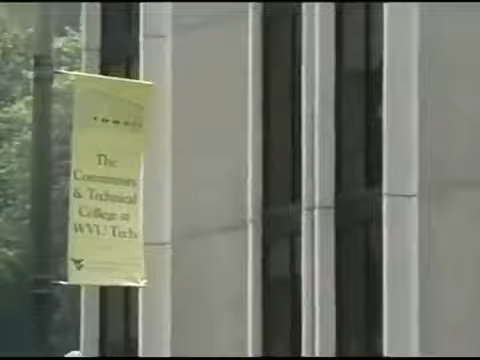 The
Community
& Technical
College at
WVU Tech